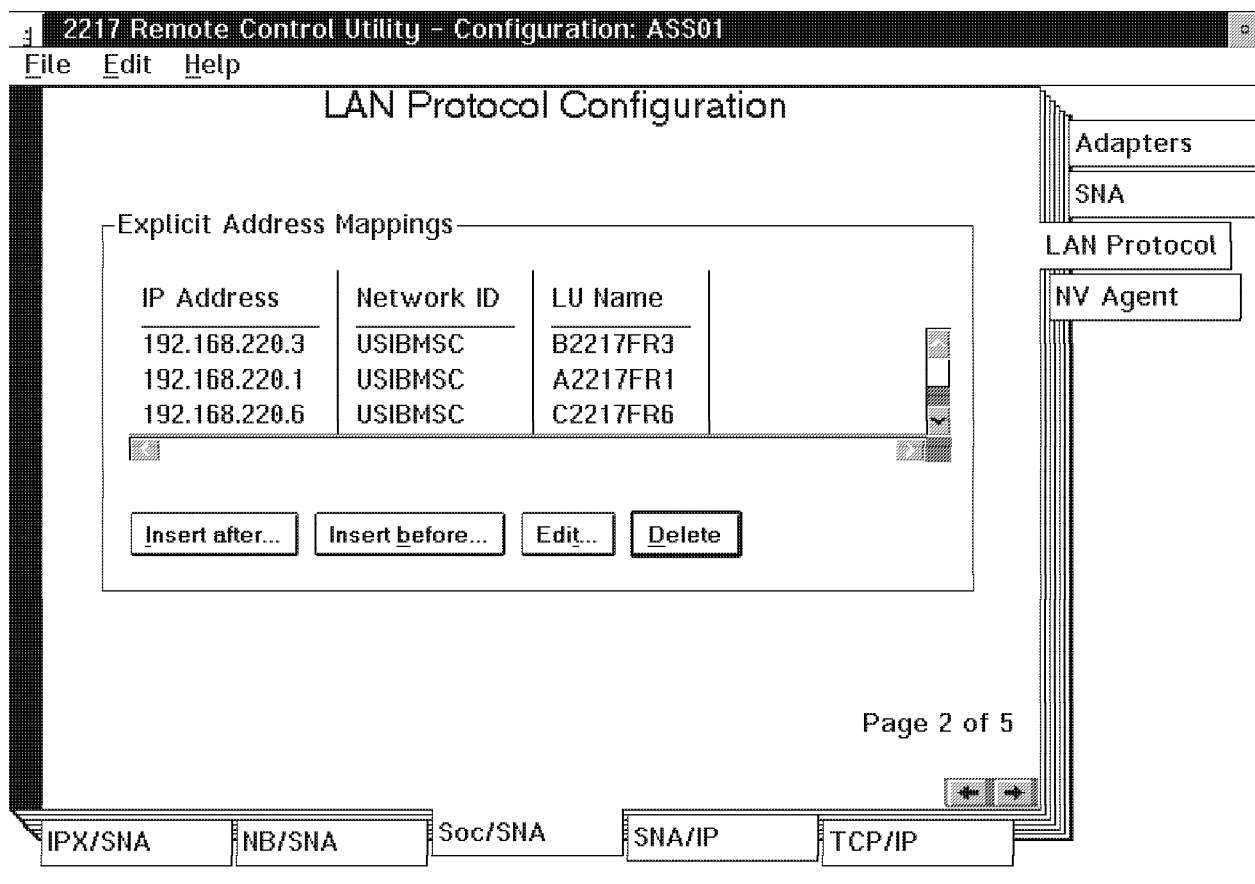 2217 Remote Control Utility - Configuration: ASS01
File Edit Help
LAN Protocol Configuration
Adapters
SNA
LAN Protocol
NV Agent
Explicit Address Mappings
IP Address Network ID LU Name
192.168.220.3 USIBMSC B2217FR3
192.168.220.1 USIBMSC A2217FR1
192.168.220.6 USIBMSC C2217FR6
Insert after... Insert before... Edit... Delete
Page 2 of 5
IPX/SNA NB/SNA Soc/SNA SNA/IP TCP/IP